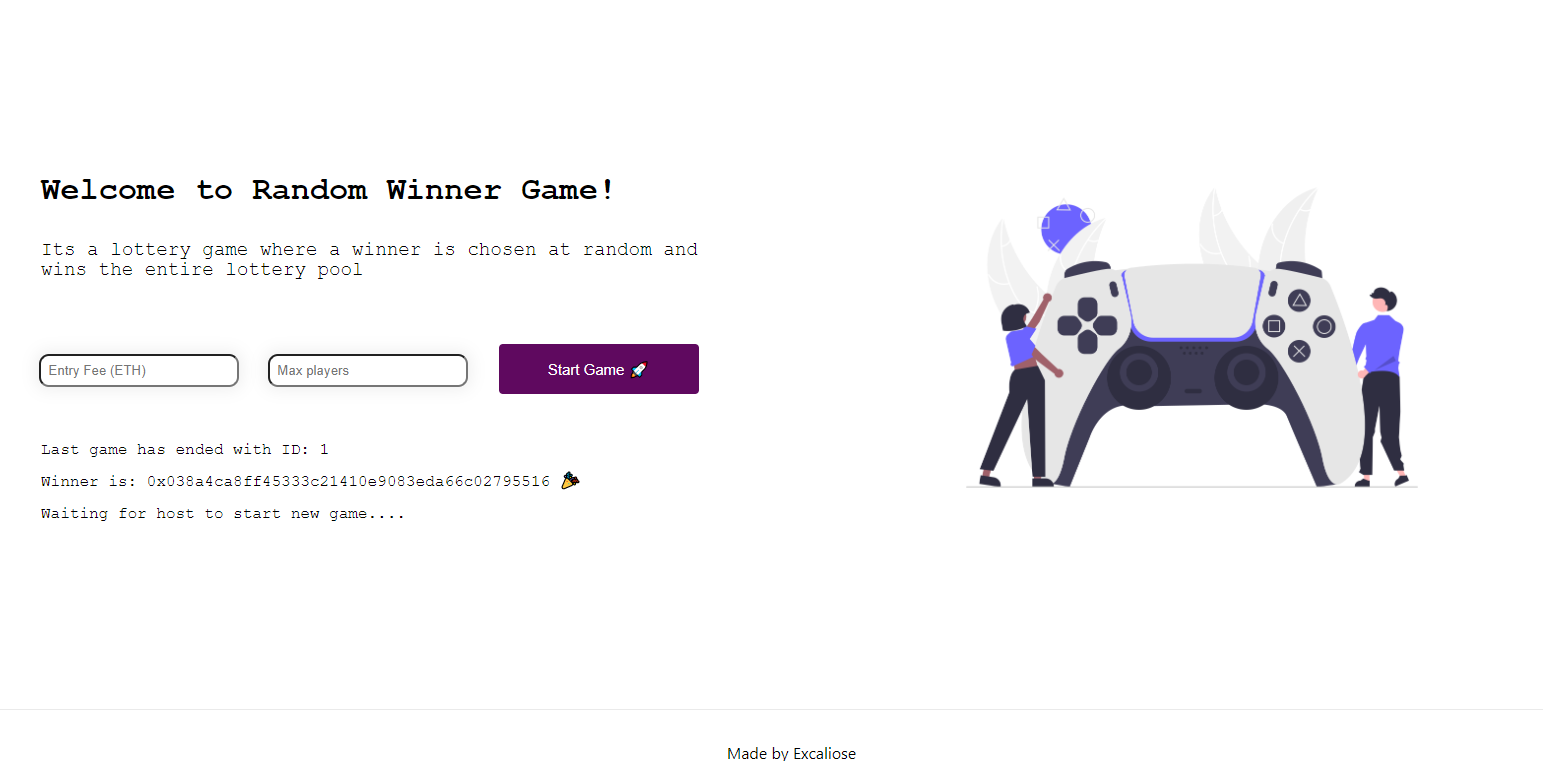 Welcome to Random Winner Game!
Its a lottery game where a winner is chosen at random and
wins the entire lottery pool
Entry Fee (ETH)
Max players
Start Game 🚀
Last game has ended with ID: 1
Winner is: 0x038a4ca8ff45333c21410e9083eda66c02795516 🎉
Waiting for host to start new game....
Made by Excaliose